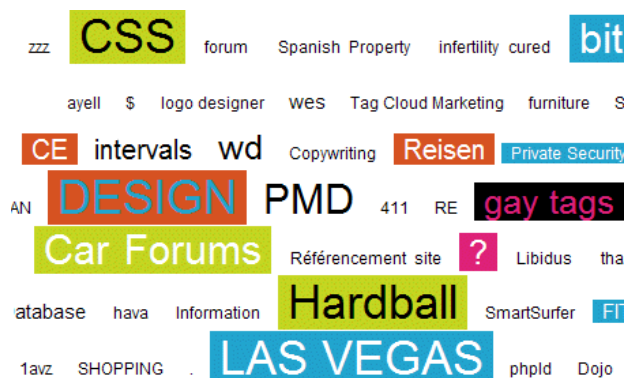 zzz CSS forum Spanish Property infertility cured bit
ayell $ logo designer wes Tag Cloud Marketing furniture S
CE intervals wd Copywriting Reisen Private Security
AN DESIGN PMD 411 RE gay tags
Car Forums Référencement site ? Libidus tha
atabase hava Information Hardball SmartSurfer FIT
1avz SHOPPING . LAS VEGAS phpld Dojo